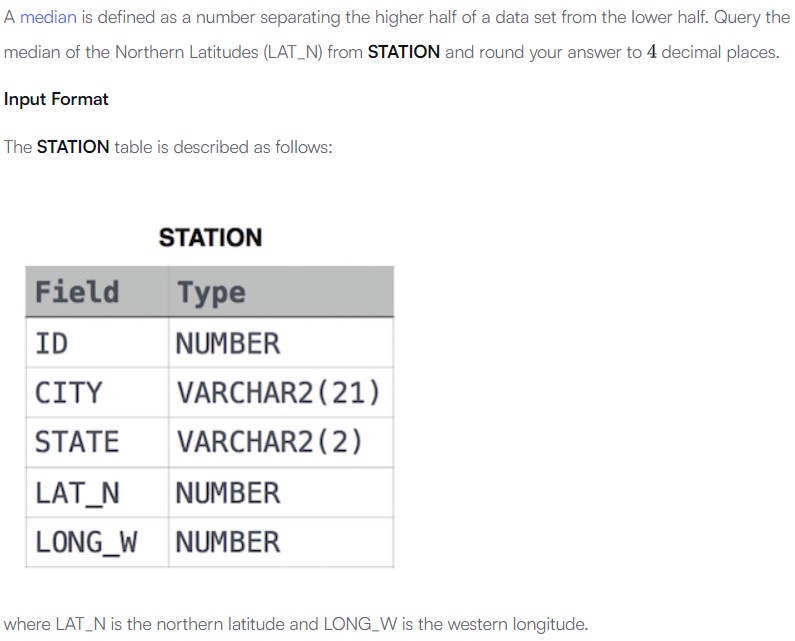 A median is defined as a number separating the higher half of a data set from the lower half. Query the
median of the Northern Latitudes (LAT_N) from STATION and round your answer to 4 decimal places.
Input Format
The STATION table is described as follows:
STATION
Field Type
ID NUMBER
CITY VARCHAR2(21)
STATE VARCHAR2(2)
LAT_N NUMBER
LONG_W NUMBER
where LAT_N is the northern latitude and LONG_W is the western longitude.